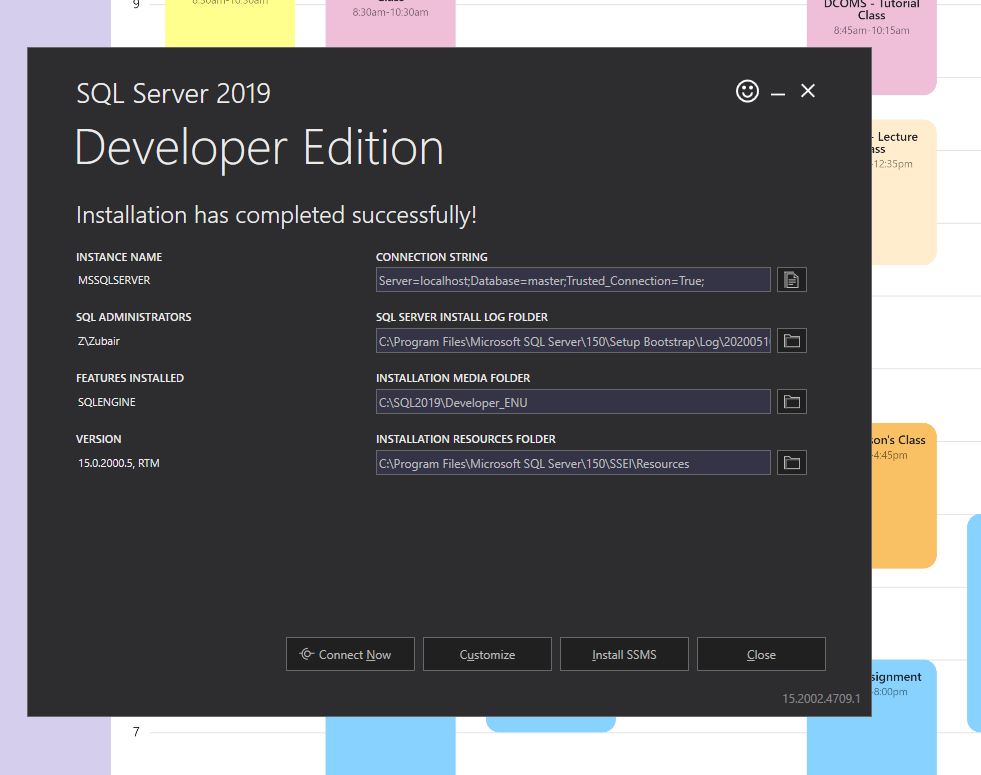 9
8:30am-10:30am
Class
8:30am-10:30am
DCOMS - Tutorial
Class
8:45am-10:15am
SQL Server 2019
Developer Edition
Installation has completed successfully!
INSTANCE NAME
MSSQLSERVER
CONNECTION STRING
Server=localhost;Database=master;Trusted_Connection=True;
SQL ADMINISTRATORS
Z\Zubair
SQL SERVER INSTALL LOG FOLDER
C:\Program Files\Microsoft SQL Server\150\Setup Bootstrap\Log\2020051
FEATURES INSTALLED
SQLENGINE
INSTALLATION MEDIA FOLDER
C:\SQL2019\Developer_ENU
VERSION
15.0.2000.5, RTM
INSTALLATION RESOURCES FOLDER
C:\Program Files\Microsoft SQL Server\150\SSEI\Resources
Connect Now
Customize
Install SSMS
Close
15.2002.4709.1
- Lecture
ass
-12:35pm
son's Class
-4:45pm
signment
-8:00pm
7